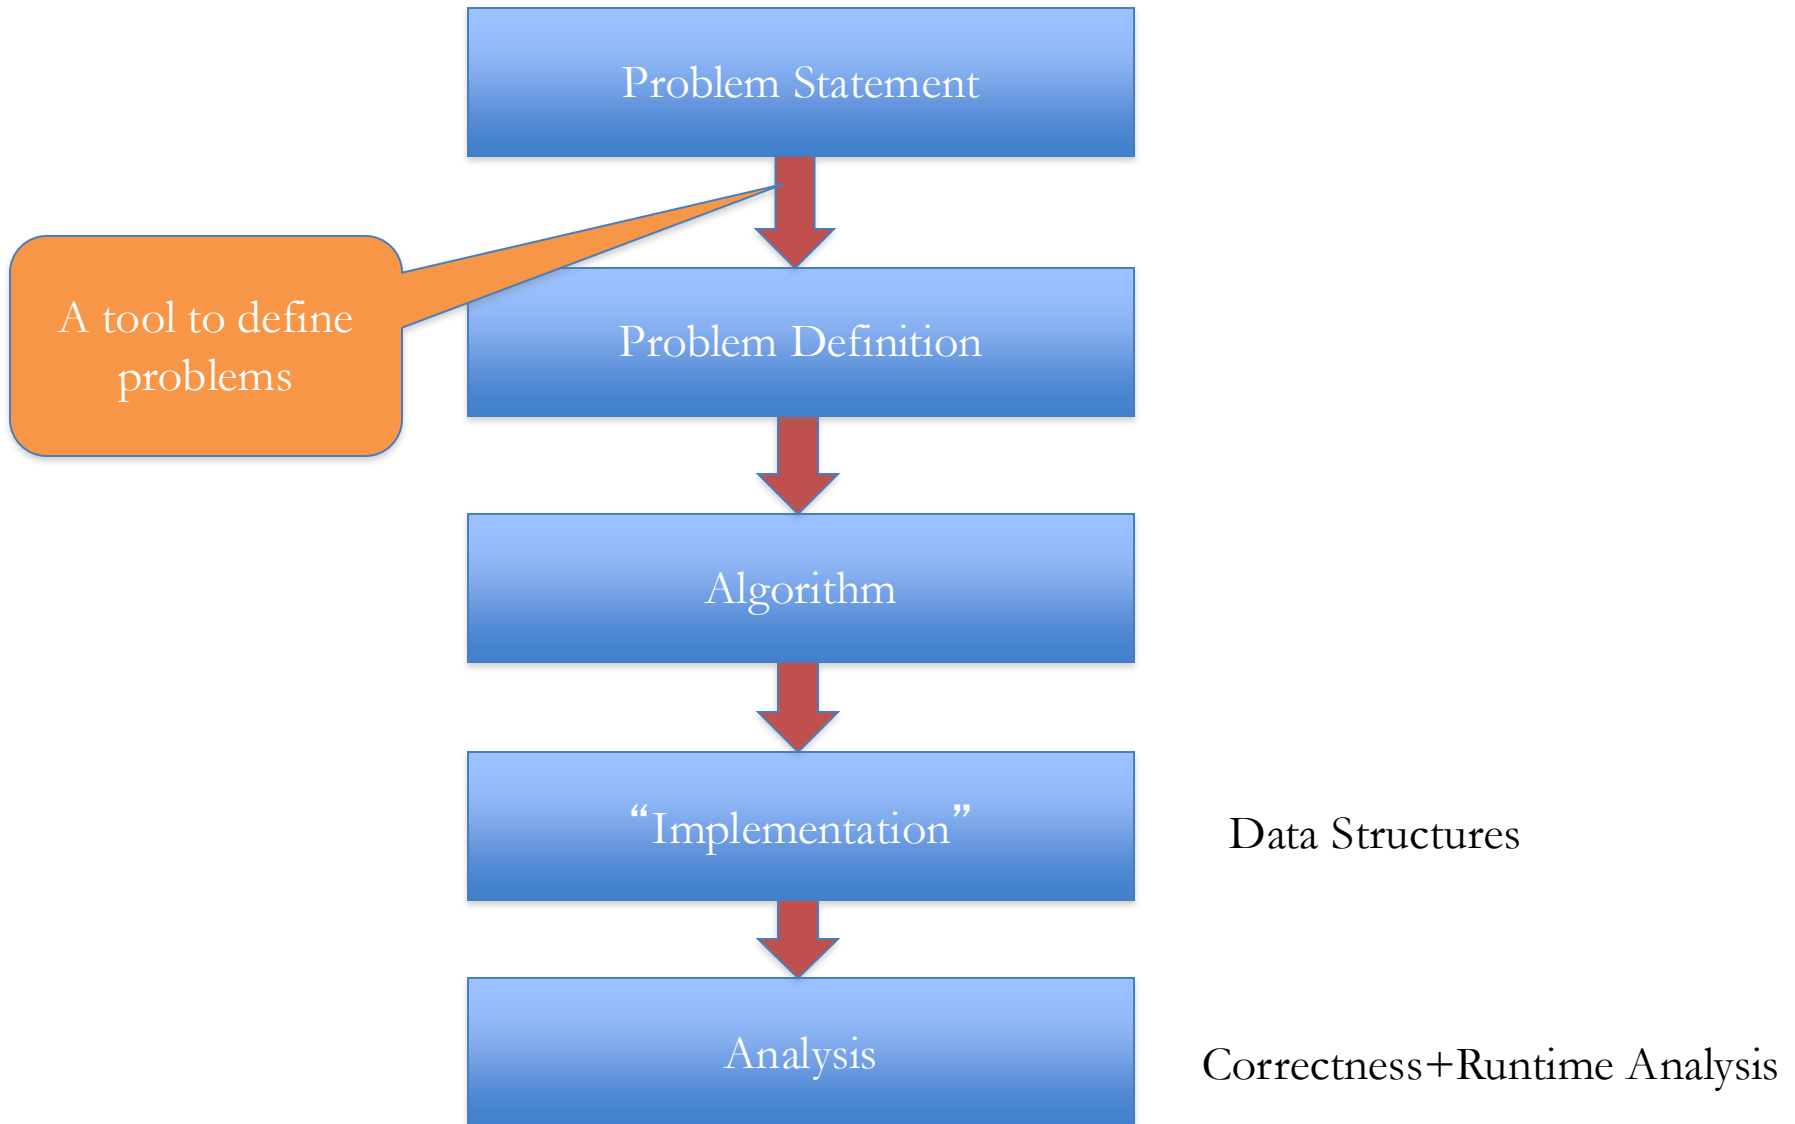 Problem Statement
A tool to define
problems
Problem Definition
Algorithm
“Implementation”
Data Structures
Analysis
Correctness+Runtime Analysis